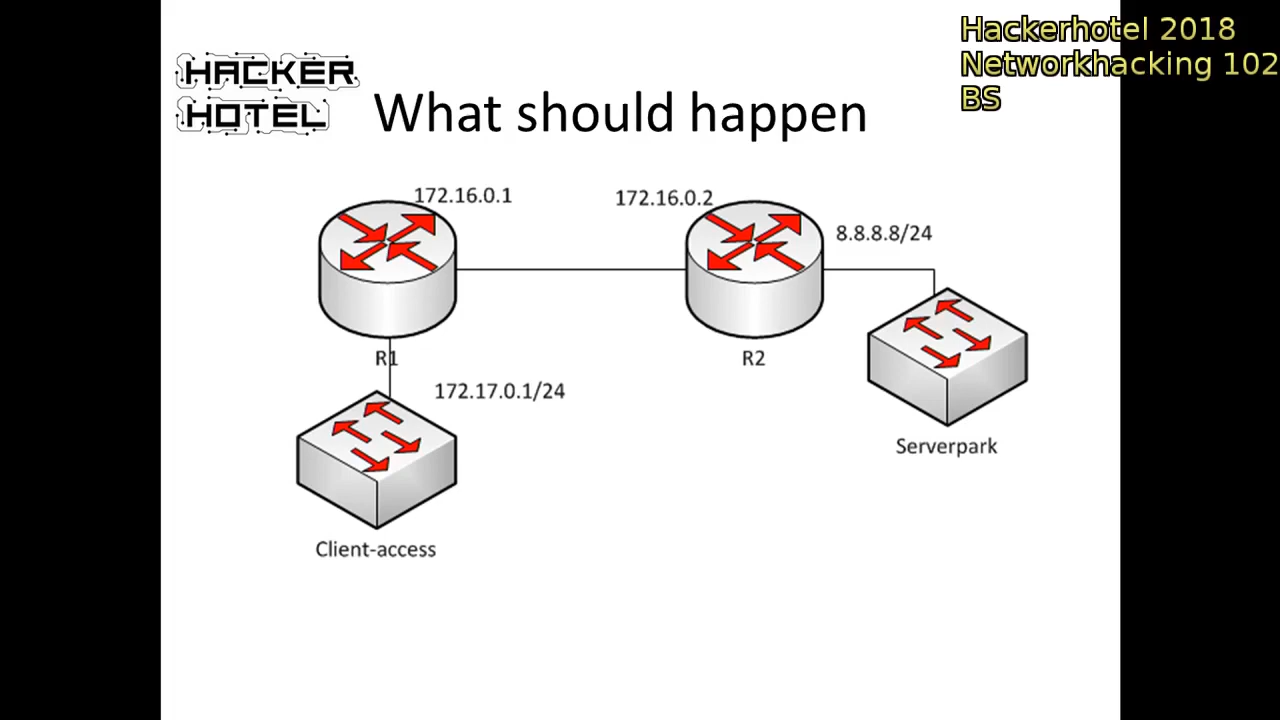 Hackerhotel 2018
Networkhacking 102
BS
HACKER
HOTEL
What should happen
172.16.0.1
172.16.0.2
8.8.8.8/24
R1
R2
172.17.0.1/24
Serverpark
Client-access